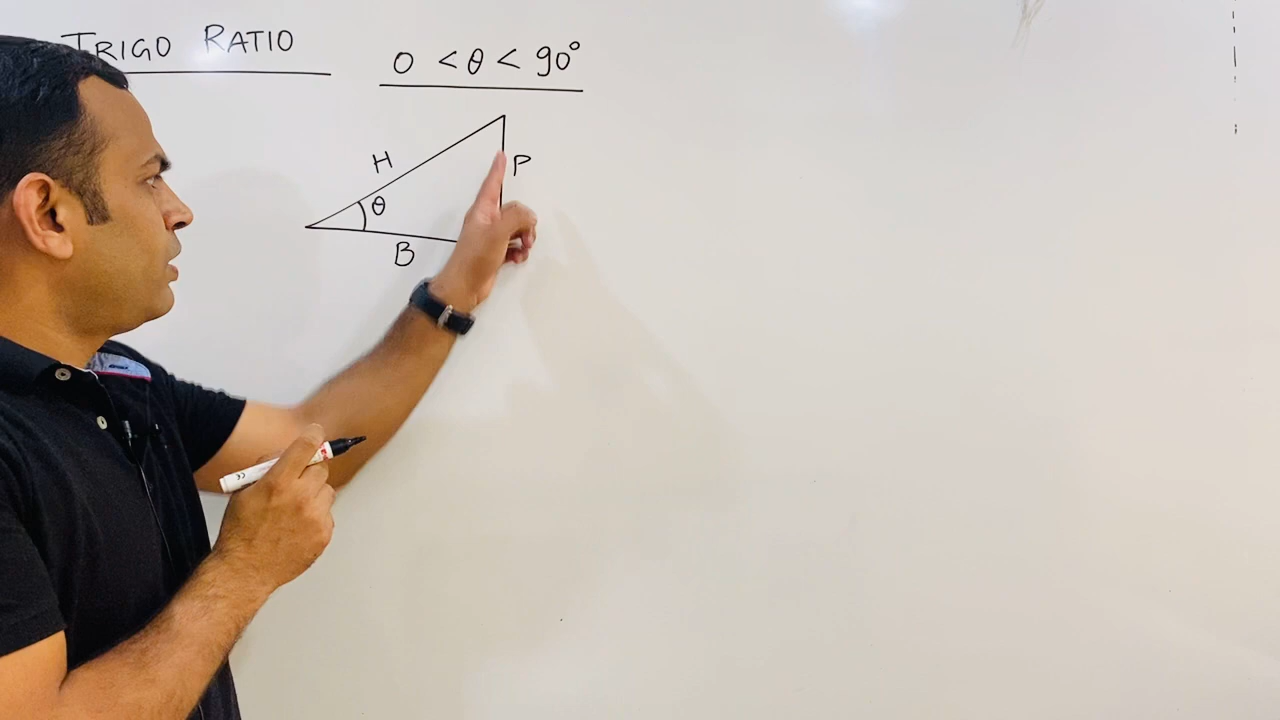 TRIGO RATIO
0 < θ < 90°
H
P
θ
B